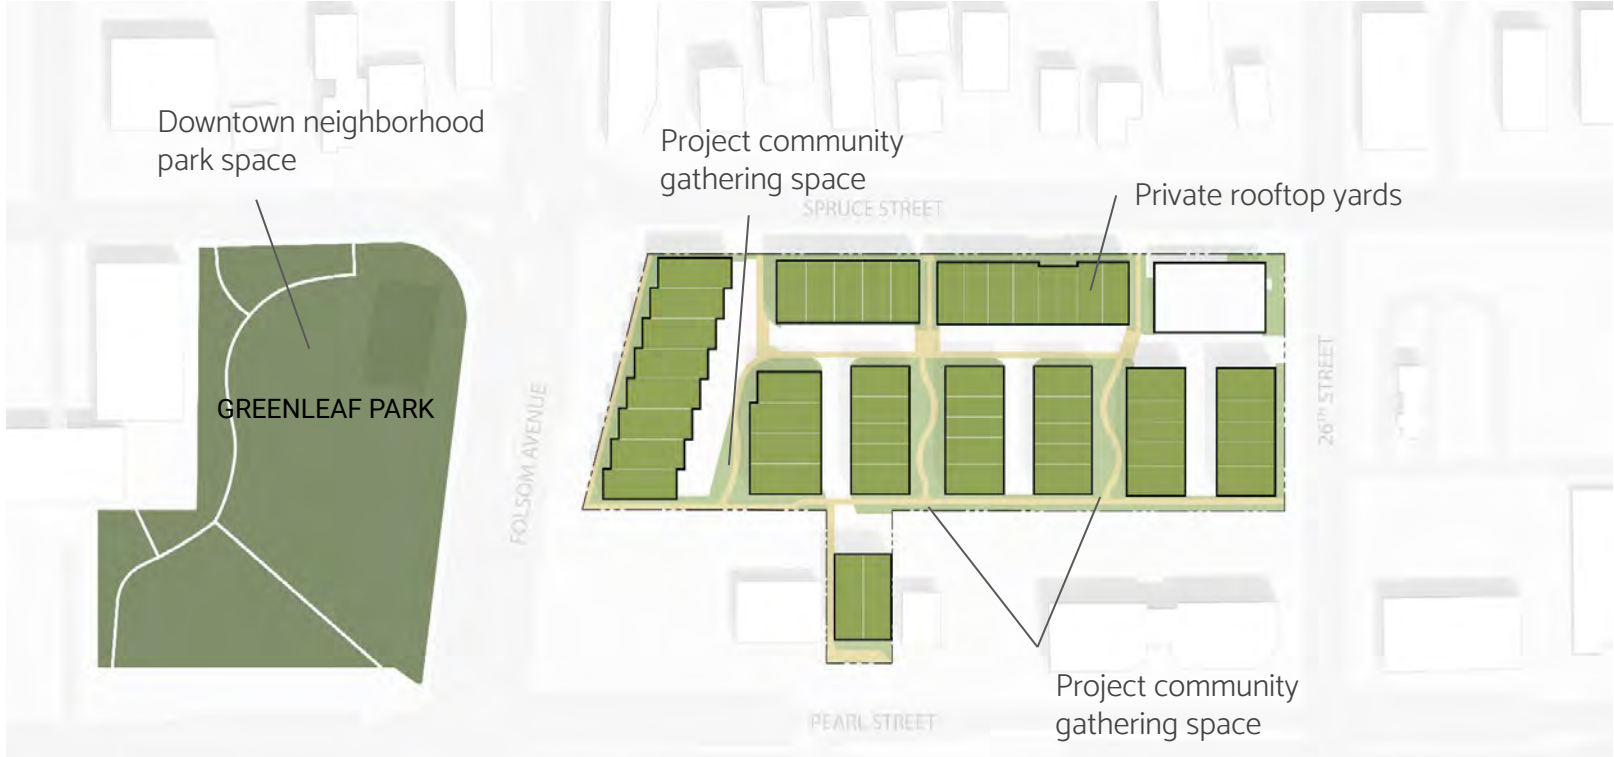 Downtown neighborhood
park space
Project community
gathering space
Private rooftop yards
SPRUCE STREET
GREENLEAF PARK
FOLSOM AVENUE
26TH STREET
Project community
gathering space
PEARL STREET